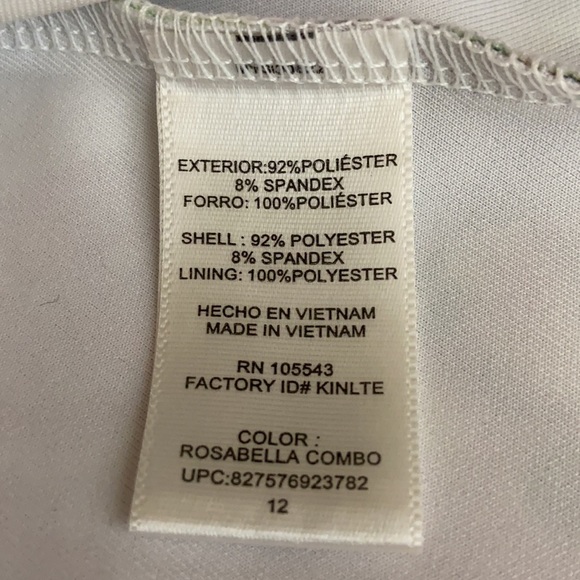 EXTERIOR:92%POLIÉSTER
8% SPANDEX
FORRO: 100%POLIÉSTER
SHELL : 92% POLYESTER
8% SPANDEX
LINING: 100%POLYESTER
HECHO EN VIETNAM
MADE IN VIETNAM
RN 105543
FACTORY ID# KINLTE
COLOR :
ROSABELLA COMBO
UPC:827576923782
12